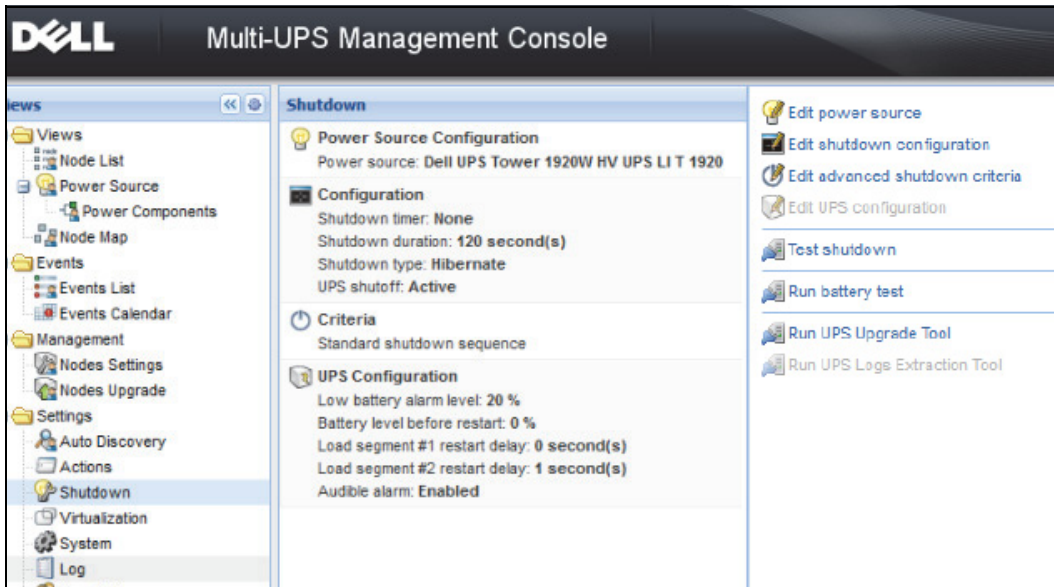 DELL
Multi-UPS Management Console
iews
Views
Node List
Power Source
Power Components
Node Map
Events
Events List
Events Calendar
Management
Nodes Settings
Nodes Upgrade
Settings
Auto Discovery
Actions
Shutdown
Virtualization
System
Log
Shutdown
Power Source Configuration
Power source: Dell UPS Tower 1920W HV UPS LI T 1920
Configuration
Shutdown timer: None
Shutdown duration: 120 second(s)
Shutdown type: Hibernate
UPS shutoff: Active
Criteria
Standard shutdown sequence
UPS Configuration
Low battery alarm level: 20 %
Battery level before restart: 0 %
Load segment #1 restart delay: 0 second(s)
Load segment #2 restart delay: 1 second(s)
Audible alarm: Enabled
Edit power source
Edit shutdown configuration
Edit advanced shutdown criteria
Edit UPS configuration
Test shutdown
Run battery test
Run UPS Upgrade Tool
Run UPS Logs Extraction Tool